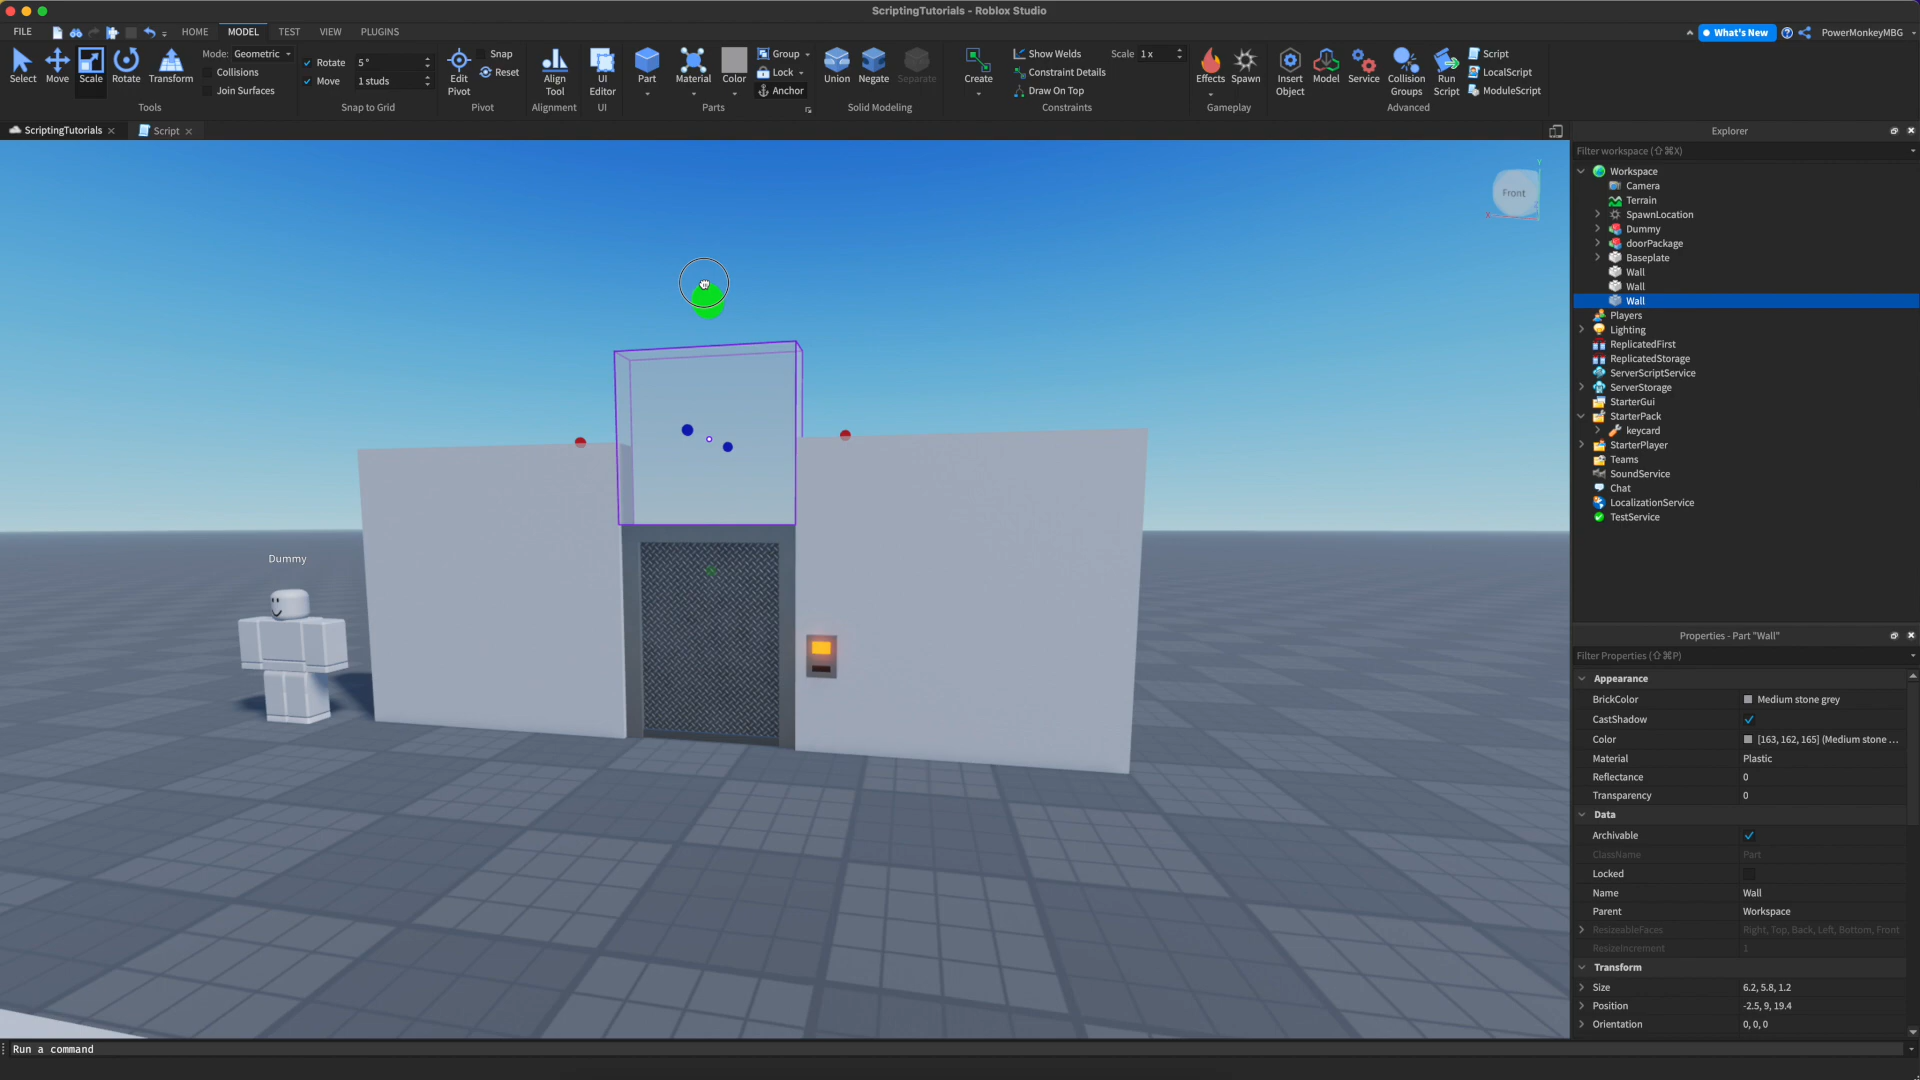 ScriptingTutorials - Roblox Studio
FILE HOME MODEL TEST VIEW PLUGINS What's New PowerMonkeyMBG
Select Move Scale Rotate Transform
Mode: Geometric
Collisions
Join Surfaces
Tools
Rotate 5 °
Move 1 studs
Snap to Grid
Edit Pivot
Snap
Reset
Pivot
Align Tool
Alignment
UI Editor
UI
Part Material Color
Group
Lock
Anchor
Parts
Union Negate Separate
Solid Modeling
Create
Show Welds
Constraint Details
Draw On Top
Scale 1 x
Constraints
Effects Spawn
Gameplay
Insert Object
Model
Service
Collision Groups
Run Script
Script
LocalScript
ModuleScript
Advanced
ScriptingTutorials
Script
Front
Dummy
Explorer
Filter workspace (⇧⌘X)
Workspace
Camera
Terrain
SpawnLocation
Dummy
doorPackage
Baseplate
Wall
Wall
Wall
Players
Lighting
ReplicatedFirst
ReplicatedStorage
ServerScriptService
ServerStorage
StarterGui
StarterPack
keycard
StarterPlayer
Teams
SoundService
Chat
LocalizationService
TestService
Properties - Part "Wall"
Filter Properties (⇧⌘P)
Appearance
BrickColor Medium stone grey
CastShadow
Color [163, 162, 165] (Medium stone ...
Material Plastic
Reflectance 0
Transparency 0
Data
Archivable
ClassName Part
Locked
Name Wall
Parent Workspace
ResizeableFaces Right, Top, Back, Left, Bottom, Front
ResizeIncrement 1
Transform
Size 6.2, 5.8, 1.2
Position -2.5, 9, 19.4
Orientation 0, 0, 0
Run a command